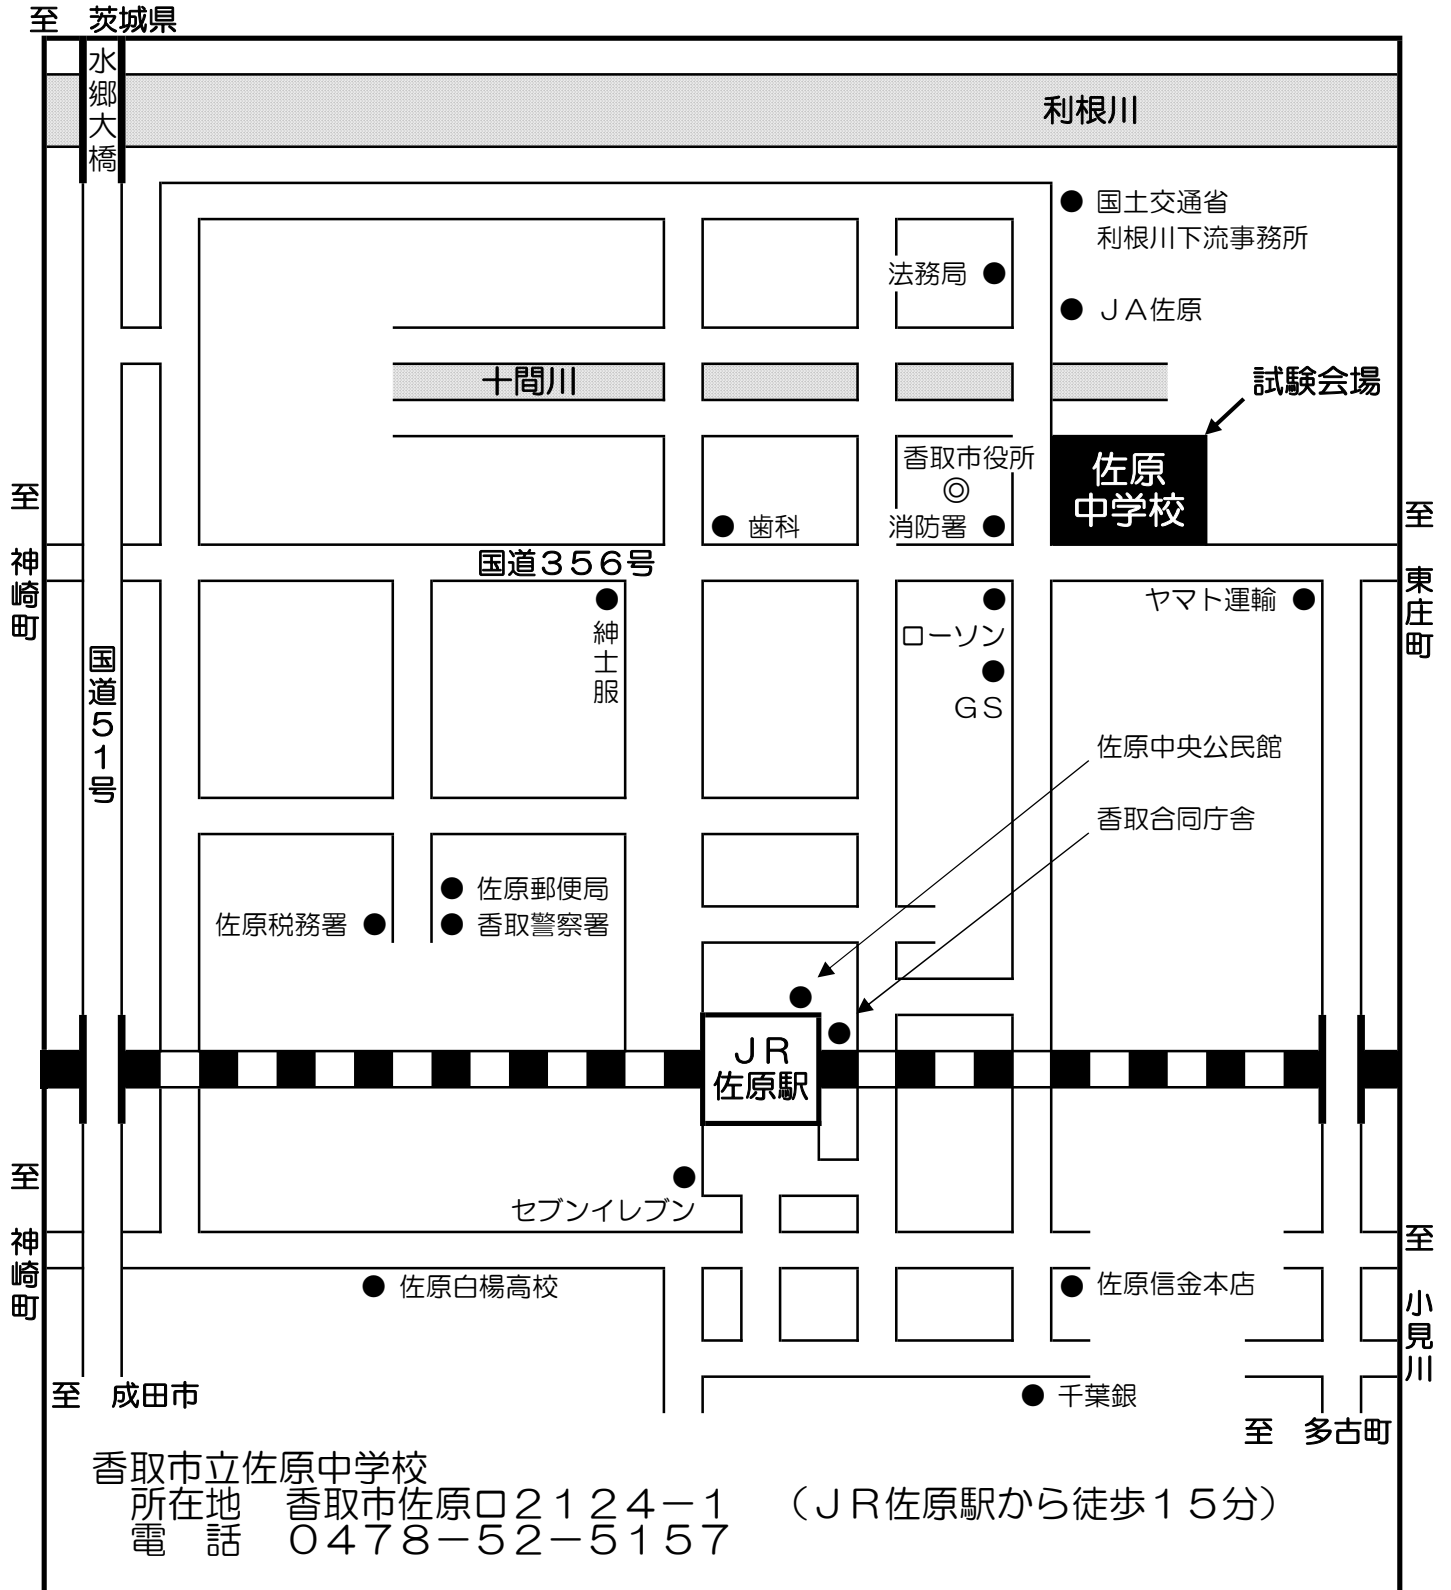 至　茨城県
水郷大橋
利根川
国土交通省
利根川下流事務所
法務局
ＪＡ佐原
十間川
試験会場
香取市役所
◎
佐原
中学校
至　神崎町
歯科
消防署
至　東庄町
国道３５６号
紳士服
ローソン
ヤマト運輸
国道５１号
ＧＳ
佐原中央公民館
香取合同庁舎
佐原郵便局
佐原税務署
香取警察署
ＪＲ
佐原駅
至　神崎町
セブンイレブン
至　小見川
佐原白楊高校
佐原信金本店
至　成田市
千葉銀
至　多古町
香取市立佐原中学校
所在地　香取市佐原ロ２１２４－１　（ＪＲ佐原駅から徒歩１５分）
電　話　０４７８－５２－５１５７